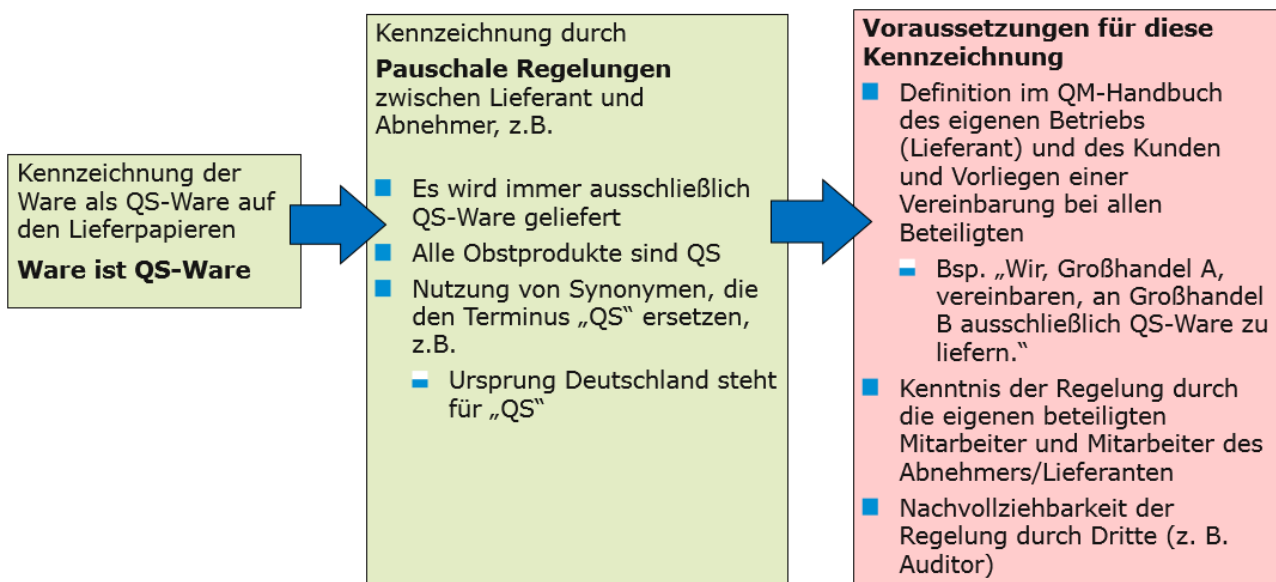 Kennzeichnung der
Ware als QS-Ware auf
den Lieferpapieren
Ware ist QS-Ware
Kennzeichnung durch
Pauschale Regelungen
zwischen Lieferant und
Abnehmer, z.B.
Es wird immer ausschließlich
QS-Ware geliefert
Alle Obstprodukte sind QS
Nutzung von Synonymen, die
den Terminus „QS“ ersetzen,
z.B.
Ursprung Deutschland steht
für „QS“
Voraussetzungen für diese
Kennzeichnung
Definition im QM-Handbuch
des eigenen Betriebs
(Lieferant) und des Kunden
und Vorliegen einer
Vereinbarung bei allen
Beteiligten
Bsp. „Wir, Großhandel A,
vereinbaren, an Großhandel
B ausschließlich QS-Ware zu
liefern.“
Kenntnis der Regelung durch
die eigenen beteiligten
Mitarbeiter und Mitarbeiter des
Abnehmers/Lieferanten
Nachvollziehbarkeit der
Regelung durch Dritte (z. B.
Auditor)